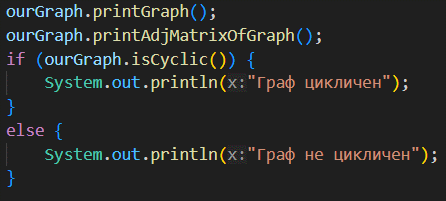 ourGraph.printGraph();
ourGraph.printAdjMatrixOfGraph();
if (ourGraph.isCyclic()) {
System.out.println(x:"Граф цикличен");
}
else {
System.out.println(x:"Граф не цикличен");
}